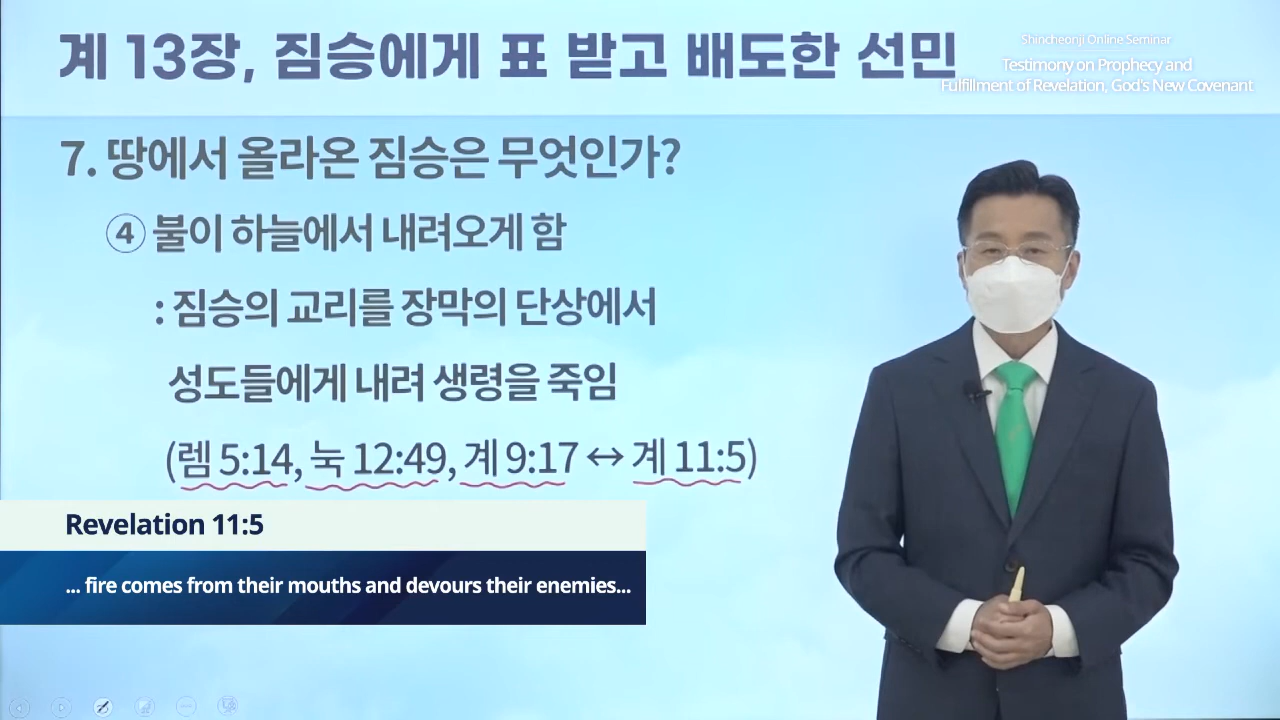 계 13장, 짐승에게 표 받고 배도한 선민
Shincheonji Online Seminar
Testimony on Prophecy and
Fulfillment of Revelation, God's New Covenant
7. 땅에서 올라온 짐승은 무엇인가?
④ 불이 하늘에서 내려오게 함
: 짐승의 교리를 장막의 단상에서
성도들에게 내려 생령을 죽임
(렘 5:14, 눅 12:49, 계 9:17 ↔ 계 11:5)
Revelation 11:5
... fire comes from their mouths and devours their enemies...